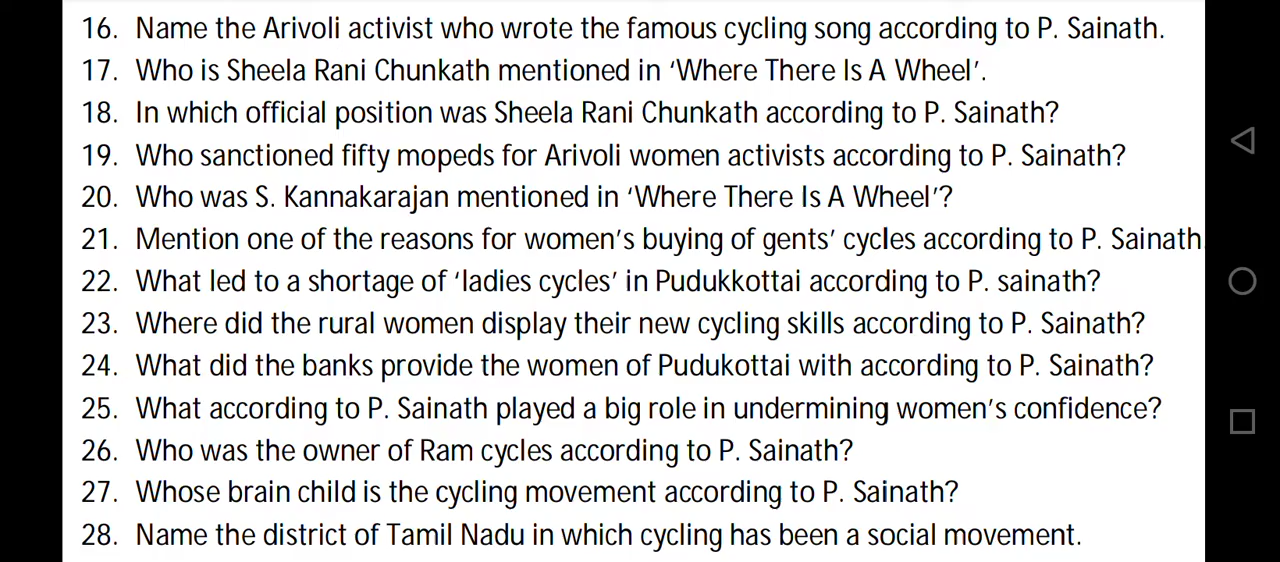 16. Name the Arivoli activist who wrote the famous cycling song according to P. Sainath.
17. Who is Sheela Rani Chunkath mentioned in ‘Where There Is A Wheel’.
18. In which official position was Sheela Rani Chunkath according to P. Sainath?
19. Who sanctioned fifty mopeds for Arivoli women activists according to P. Sainath?
20. Who was S. Kannakarajan mentioned in ‘Where There Is A Wheel’?
21. Mention one of the reasons for women’s buying of gents’ cycles according to P. Sainath.
22. What led to a shortage of ‘ladies cycles’ in Pudukkottai according to P. sainath?
23. Where did the rural women display their new cycling skills according to P. Sainath?
24. What did the banks provide the women of Pudukottai with according to P. Sainath?
25. What according to P. Sainath played a big role in undermining women’s confidence?
26. Who was the owner of Ram cycles according to P. Sainath?
27. Whose brain child is the cycling movement according to P. Sainath?
28. Name the district of Tamil Nadu in which cycling has been a social movement.